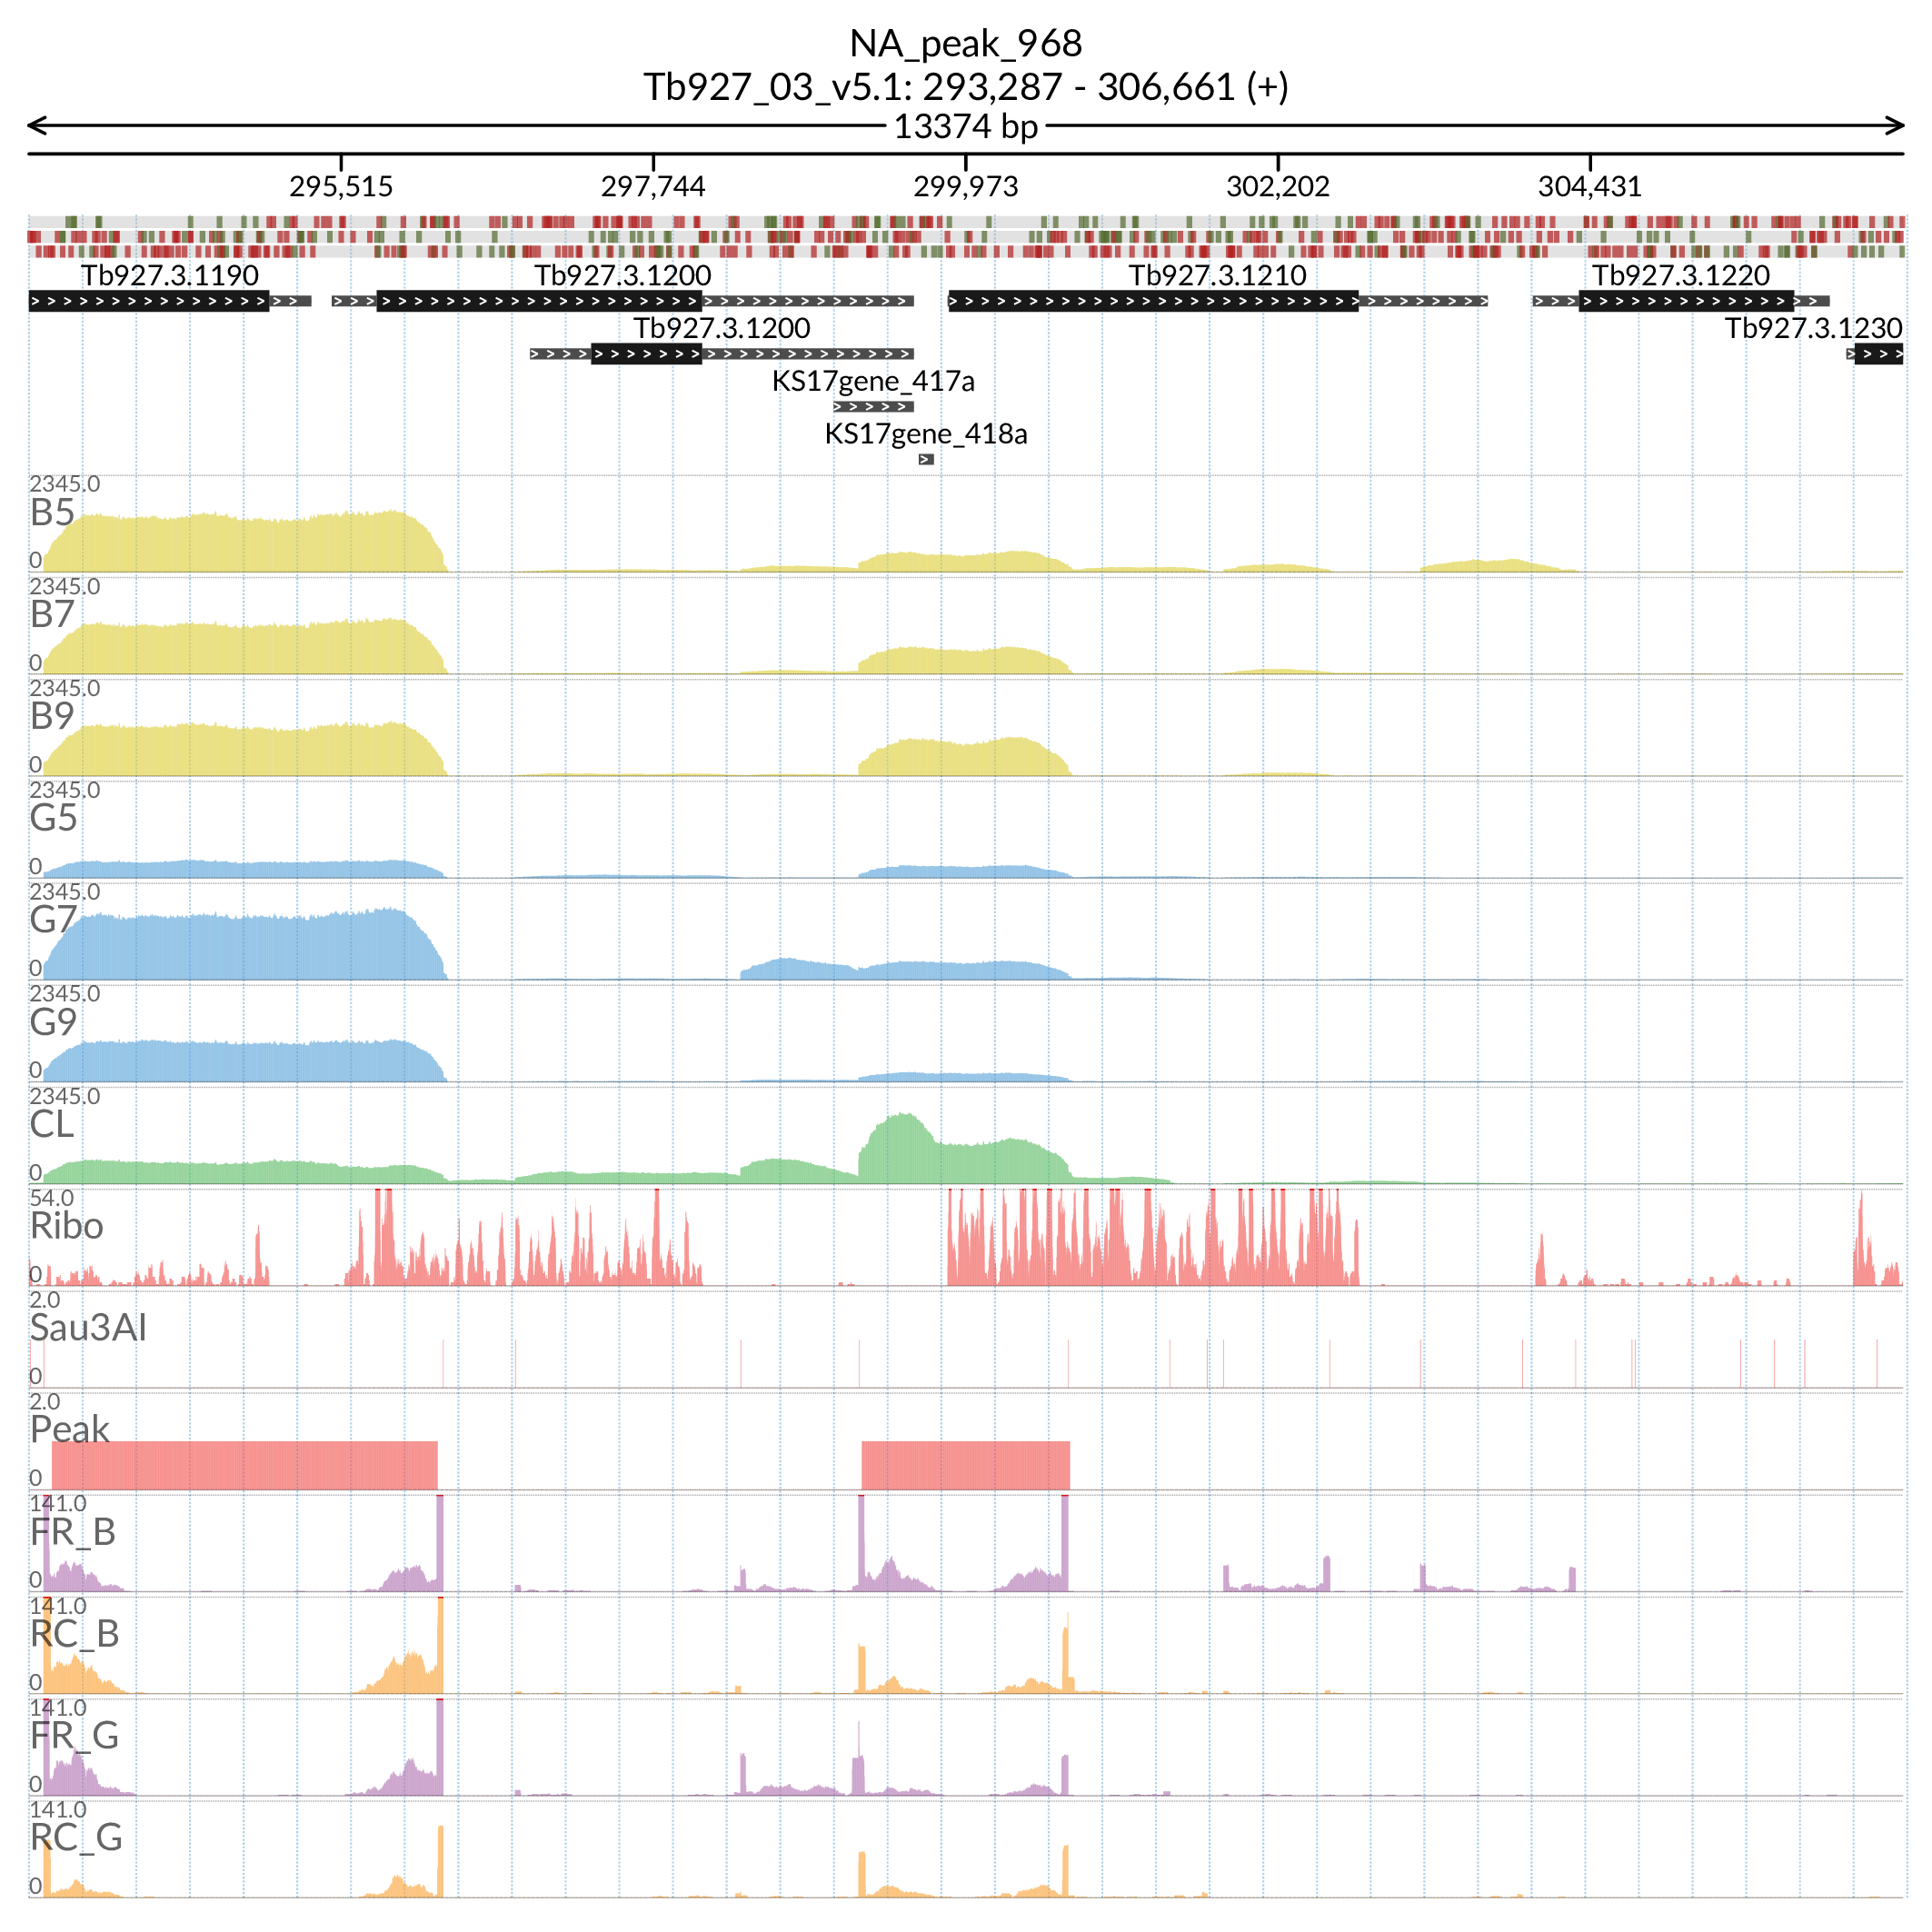 NA_peak_968
Tb927_03_v5.1: 293,287 - 306,661 (+)
13374 bp
295,515 297,744 299,973 302,202 304,431
Tb927.3.1190 Tb927.3.1200 Tb927.3.1210 Tb927.3.1220
Tb927.3.1200 Tb927.3.1230
KS17gene_417a
KS17gene_418a
2345.0
B5
0
2345.0
B7
0
2345.0
B9
0
2345.0
G5
0
2345.0
G7
0
2345.0
G9
0
2345.0
CL
0
54.0
Ribo
0
2.0
Sau3AI
0
2.0
Peak
0
141.0
FR_B
0
141.0
RC_B
0
141.0
FR_G
0
141.0
RC_G
0